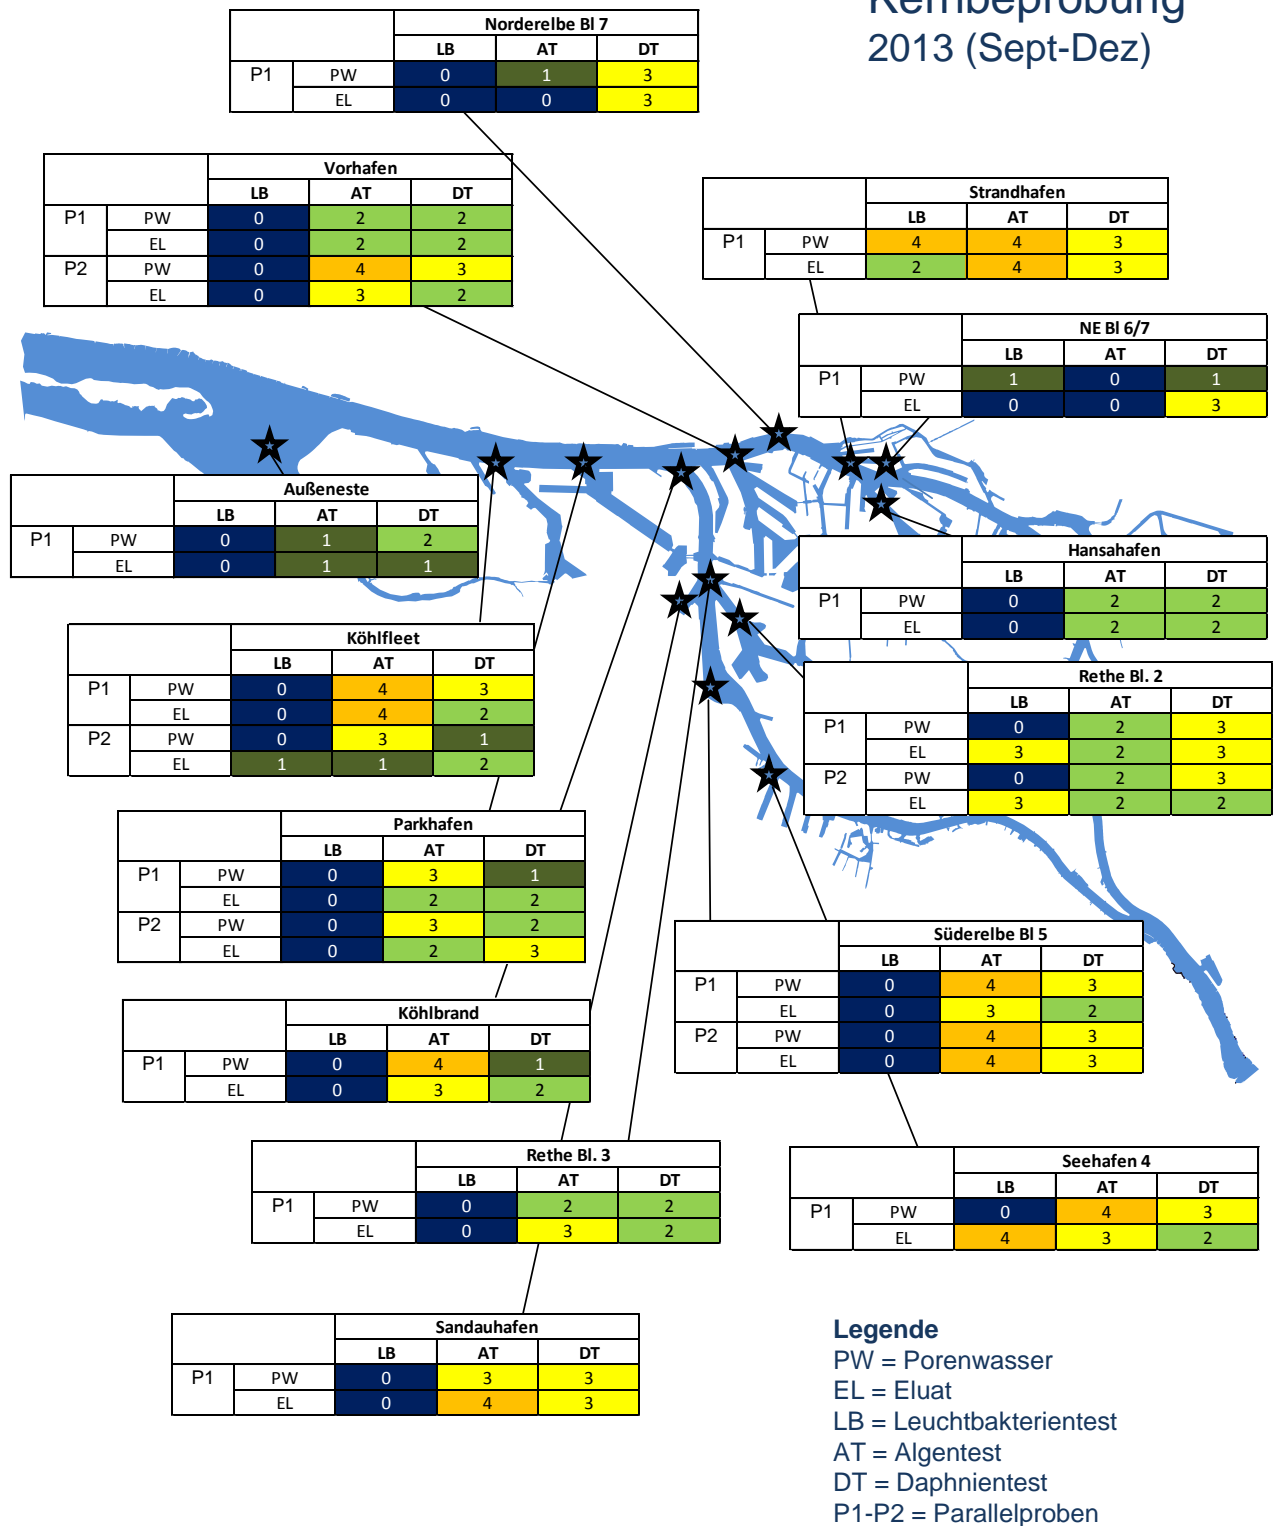 Kernbeprobung
2013 (Sept-Dez)
Norderelbe Bl 7
LB AT DT
P1 PW 0 1 3
EL 0 0 3
Vorhafen
LB AT DT
P1 PW 0 2 2
EL 0 2 2
P2 PW 0 4 3
EL 0 3 2
Strandhafen
LB AT DT
P1 PW 4 4 3
EL 2 4 3
NE Bl 6/7
LB AT DT
P1 PW 1 0 1
EL 0 0 3
Außeneste
LB AT DT
P1 PW 0 1 2
EL 0 1 1
Hansahafen
LB AT DT
P1 PW 0 2 2
EL 0 2 2
Köhlfleet
LB AT DT
P1 PW 0 4 3
EL 0 4 2
P2 PW 0 3 1
EL 1 1 2
Rethe Bl. 2
LB AT DT
P1 PW 0 2 3
EL 3 2 3
P2 PW 0 2 3
EL 3 2 2
Parkhafen
LB AT DT
P1 PW 0 3 1
EL 0 2 2
P2 PW 0 3 2
EL 0 2 3
Süderelbe Bl 5
LB AT DT
P1 PW 0 4 3
EL 0 3 2
P2 PW 0 4 3
EL 0 4 3
Köhlbrand
LB AT DT
P1 PW 0 4 1
EL 0 3 2
Rethe Bl. 3
LB AT DT
P1 PW 0 2 2
EL 0 3 2
Seehafen 4
LB AT DT
P1 PW 0 4 3
EL 4 3 2
Sandauhafen
LB AT DT
P1 PW 0 3 3
EL 0 4 3
Legende
PW = Porenwasser
EL = Eluat
LB = Leuchtbakterientest
AT = Algentest
DT = Daphnientest
P1-P2 = Parallelproben